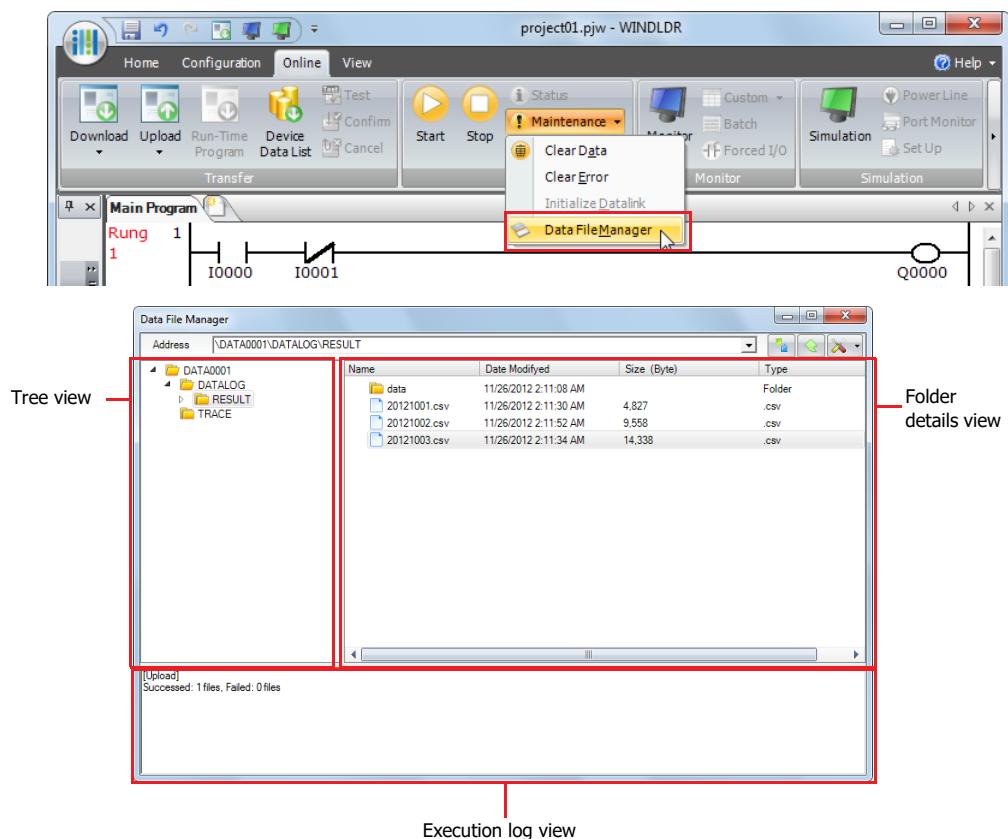 project01.pjw - WINDLDR
Home Configuration Online View Help
Download Upload Run-Time Program Device Data List
Test
Confirm
Cancel
Transfer
Start Stop
Status
Maintenance
Clear Data
Clear Error
Initialize Datalink
Data File Manager
Custom
Batch
Forced I/O
Monitor
Simulation
Power Line
Port Monitor
Set Up
Simulation
Main Program
Rung 1
1
I0000 I0001 Q0000
Data File Manager
Address \DATA0001\DATALOG\RESULT
DATA0001
DATALOG
RESULT
TRACE
Name Date Modifyed Size (Byte) Type
data 11/26/2012 2:11:08 AM Folder
20121001.csv 11/26/2012 2:11:30 AM 4,827 .csv
20121002.csv 11/26/2012 2:11:52 AM 9,558 .csv
20121003.csv 11/26/2012 2:11:34 AM 14,338 .csv
Tree view
Folder
details view
[Upload]
Successed: 1 files, Failed: 0 files
Execution log view